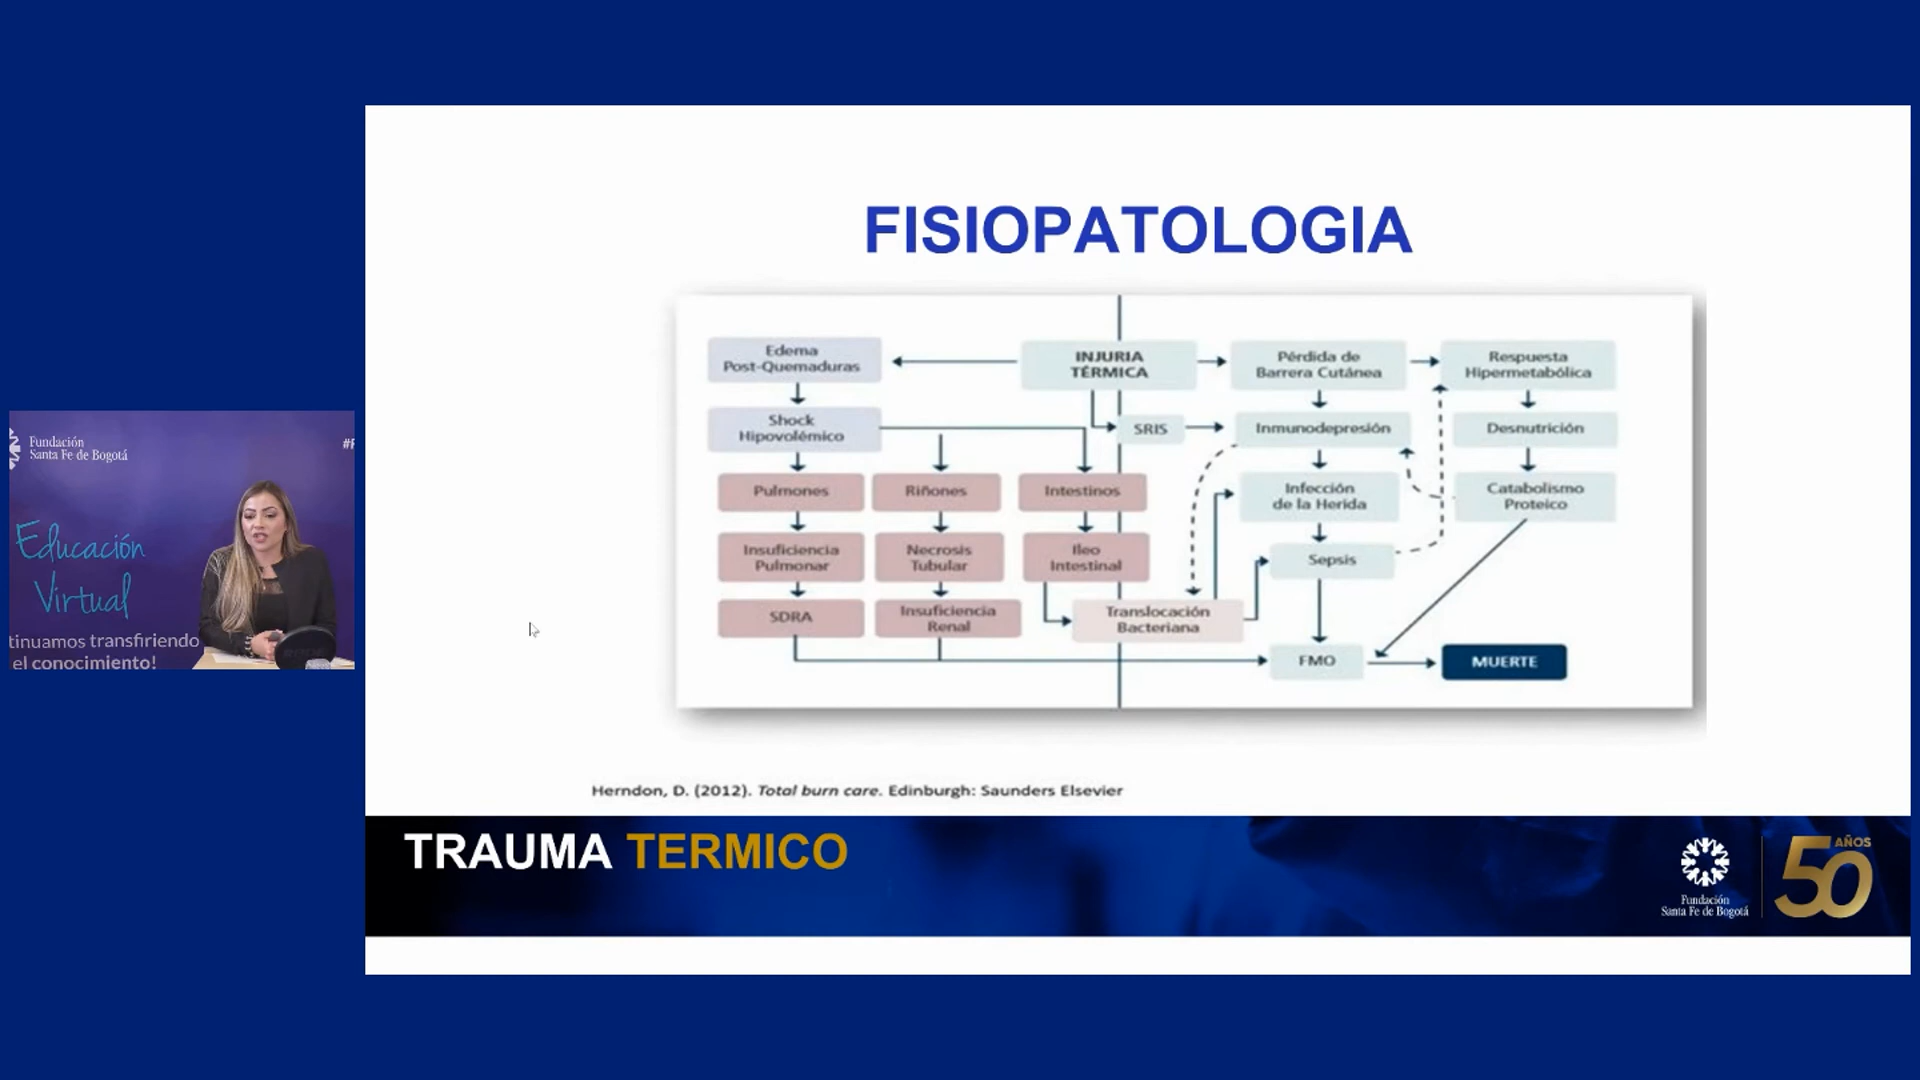 Fundación
Santa Fe de Bogotá
Educación
Virtual
tinuamos transfiriendo
el conocimiento!
FISIOPATOLOGIA
Edema
Post-Quemaduras
INJURIA
TÉRMICA
Pérdida de
Barrera Cutánea
Respuesta
Hipermetabólica
Shock
Hipovolémico
SRIS
Inmunodepresión
Desnutrición
Pulmones
Riñones
Intestinos
Infección
de la Herida
Catabolismo
Proteico
Insuficiencia
Pulmonar
Necrosis
Tubular
Ileo
Intestinal
Sepsis
SDRA
Insuficiencia
Renal
Translocación
Bacteriana
FMO
MUERTE
Herndon, D. (2012). Total burn care. Edinburgh: Saunders Elsevier
TRAUMA TERMICO
Fundación
Santa Fe de Bogotá
50 AÑOS